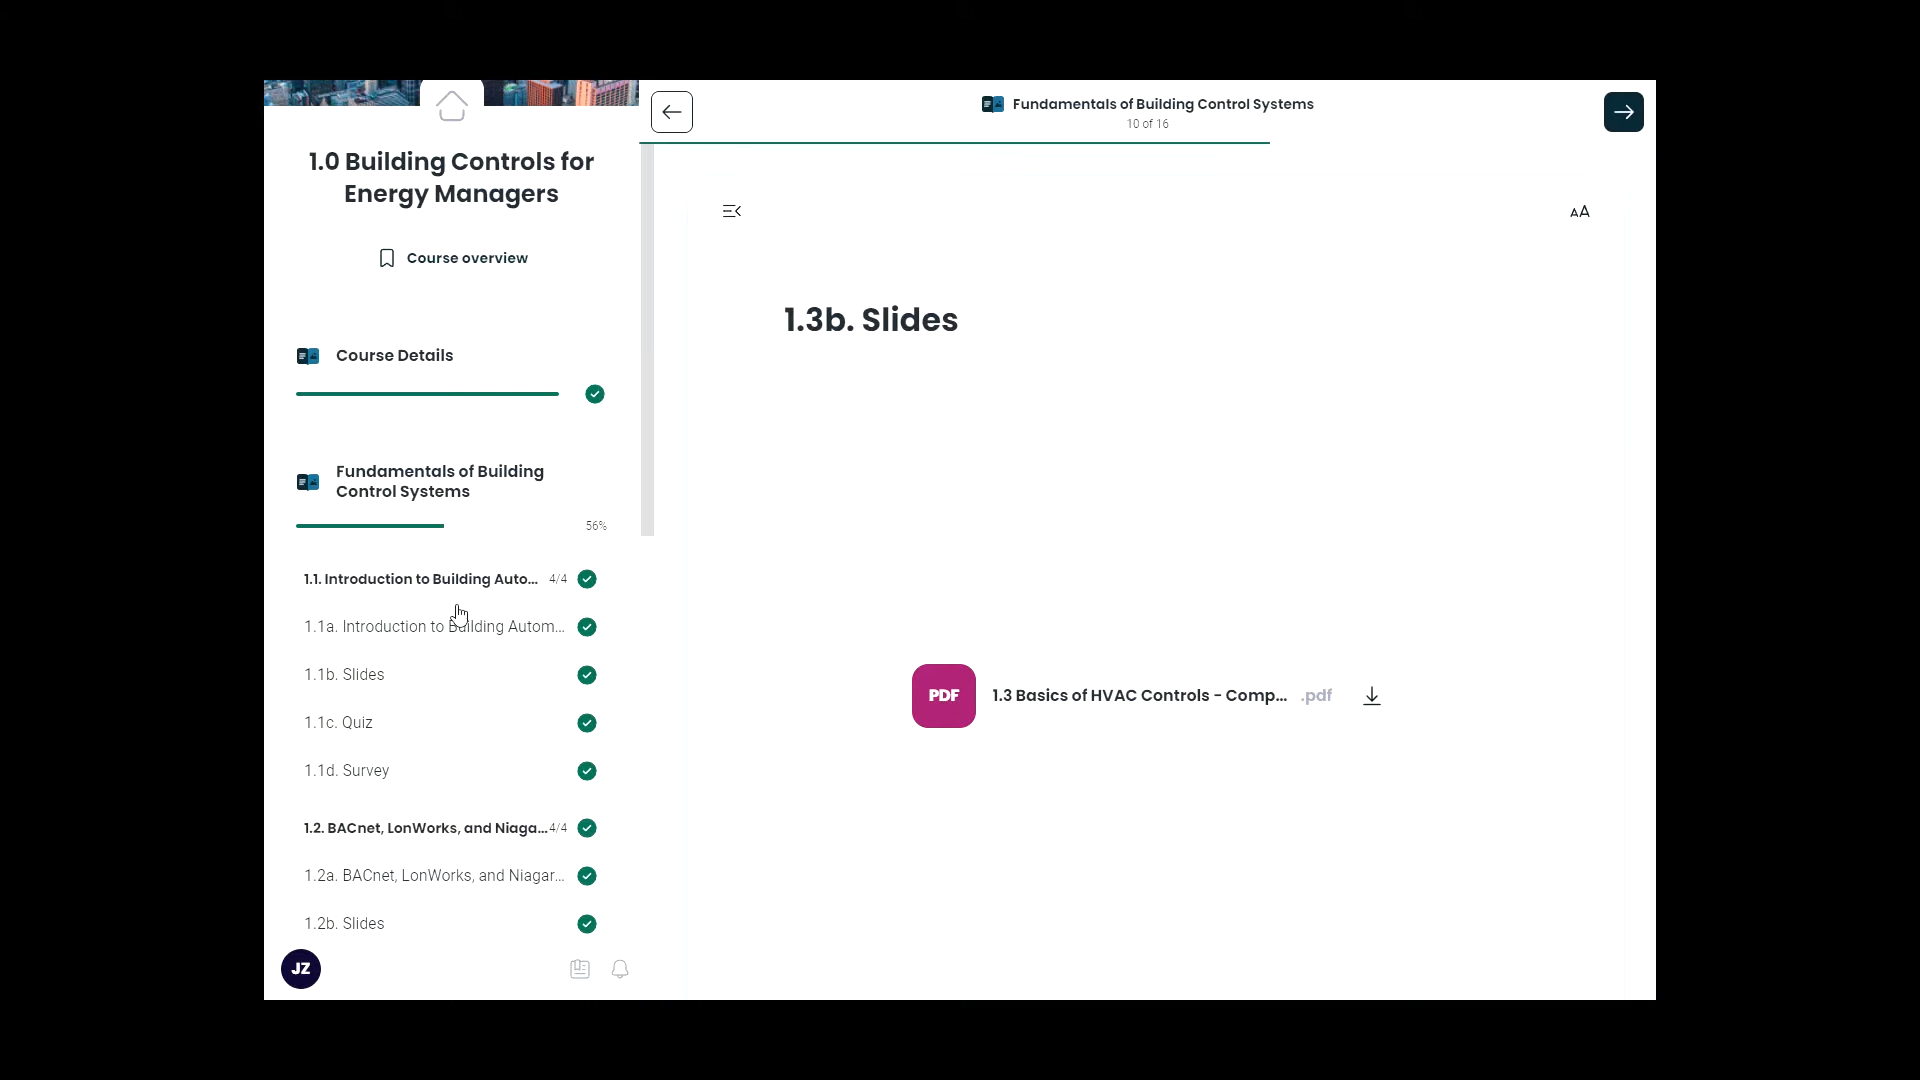 1.0 Building Controls for
Energy Managers
Course overview
Course Details
Fundamentals of Building
Control Systems
56%
1.1. Introduction to Building Auto... 4/4
1.1a. Introduction to Building Autom...
1.1b. Slides
1.1c. Quiz
1.1d. Survey
1.2. BACnet, LonWorks, and Niaga... 4/4
1.2a. BACnet, LonWorks, and Niagar...
1.2b. Slides
JZ
Fundamentals of Building Control Systems
10 of 16
AA
1.3b. Slides
PDF 1.3 Basics of HVAC Controls - Comp... .pdf